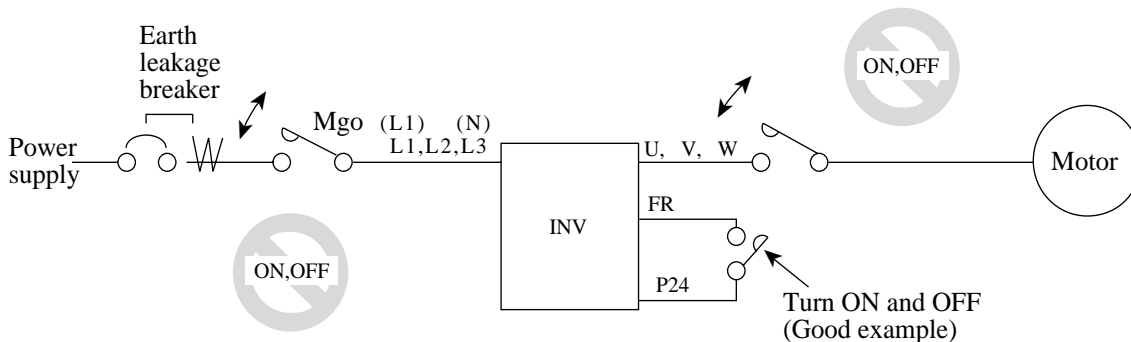 Earth
leakage
breaker
ON,OFF
Mgo
(L1) (N)
L1,L2,L3
U, V, W
Power
supply
Motor
FR
INV
ON,OFF
P24
Turn ON and OFF
(Good example)